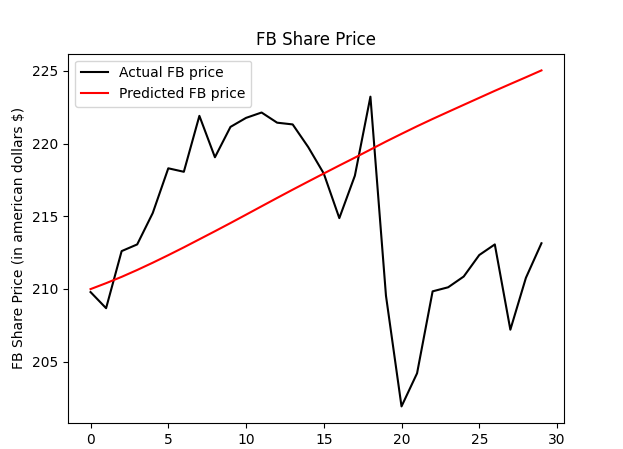 FB Share Price
Actual FB price
Predicted FB price
FB Share Price (in american dollars $)
225
220
215
210
205
0 5 10 15 20 25 30